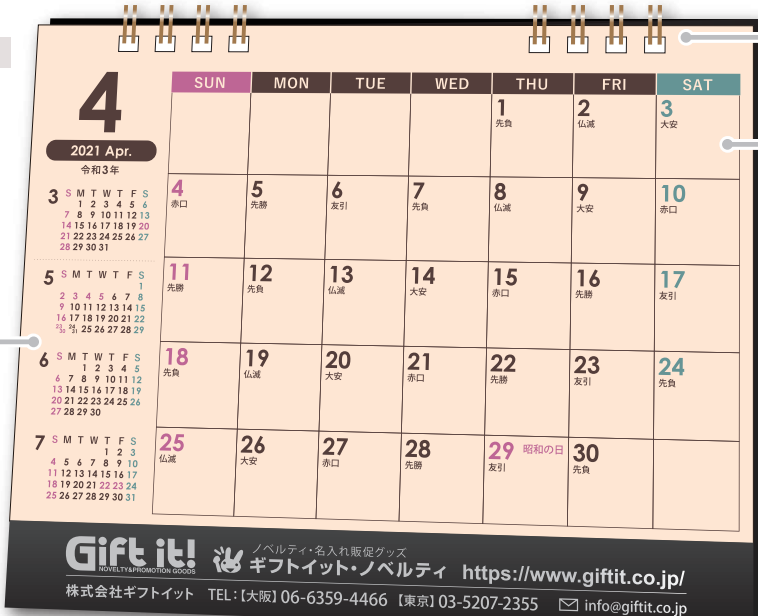 4
2021 Apr.
令和3年
SUN MON TUE WED THU FRI SAT
1 2 3
先負 仏滅 大安
4 5 6 7 8 9 10
赤口 先勝 友引 先負 仏滅 大安 赤口
11 12 13 14 15 16 17
先勝 先負 仏滅 大安 赤口 先勝 友引
18 19 20 21 22 23 24
先負 仏滅 大安 赤口 先勝 友引 先負
25 26 27 28 29 昭和の日 30
仏滅 大安 赤口 先勝 友引 先負
3 S M T W T F S
1 2 3 4 5 6
7 8 9 10 11 12 13
14 15 16 17 18 19 20
21 22 23 24 25 26 27
28 29 30 31
5 S M T W T F S
1
2 3 4 5 6 7 8
9 10 11 12 13 14 15
16 17 18 19 20 21 22
23/30 24/31 25 26 27 28 29
6 S M T W T F S
1 2 3 4 5
6 7 8 9 10 11 12
13 14 15 16 17 18 19
20 21 22 23 24 25 26
27 28 29 30
7 S M T W T F S
1 2 3
4 5 6 7 8 9 10
11 12 13 14 15 16 17
18 19 20 21 22 23 24
25 26 27 28 29 30 31
Gift it!
NOVELTY&PROMOTION GOODS
ノベルティ・名入れ販促グッズ
ギフトイット・ノベルティ https://www.giftit.co.jp/
株式会社ギフトイット TEL:【大阪】06-6359-4466 【東京】03-5207-2355 info@giftit.co.jp